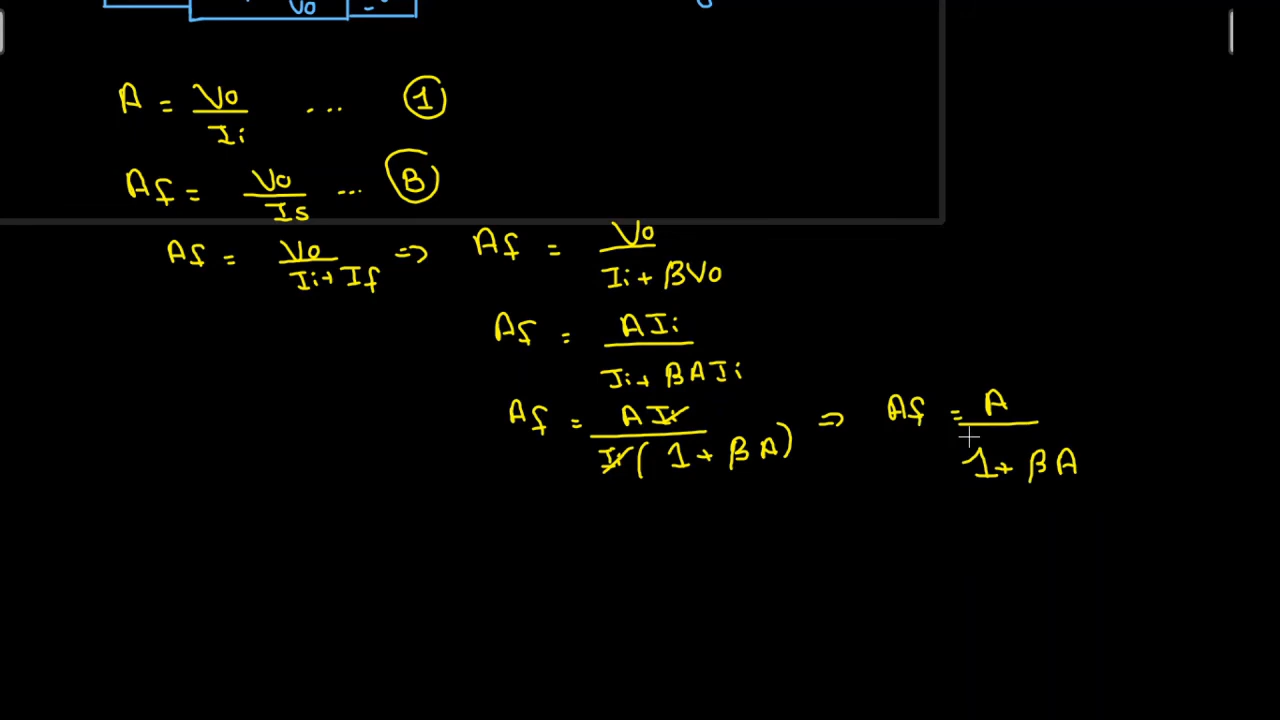 Vo
A = Vo / Ii ... 1
Af = Vo / Is ... B
Af = Vo / Ii + If => Af = Vo / Ii + βVo
Af = AIi / Ii + βAIi
Af = AIi / Ii ( 1 + βA ) => Af = A / 1 + βA